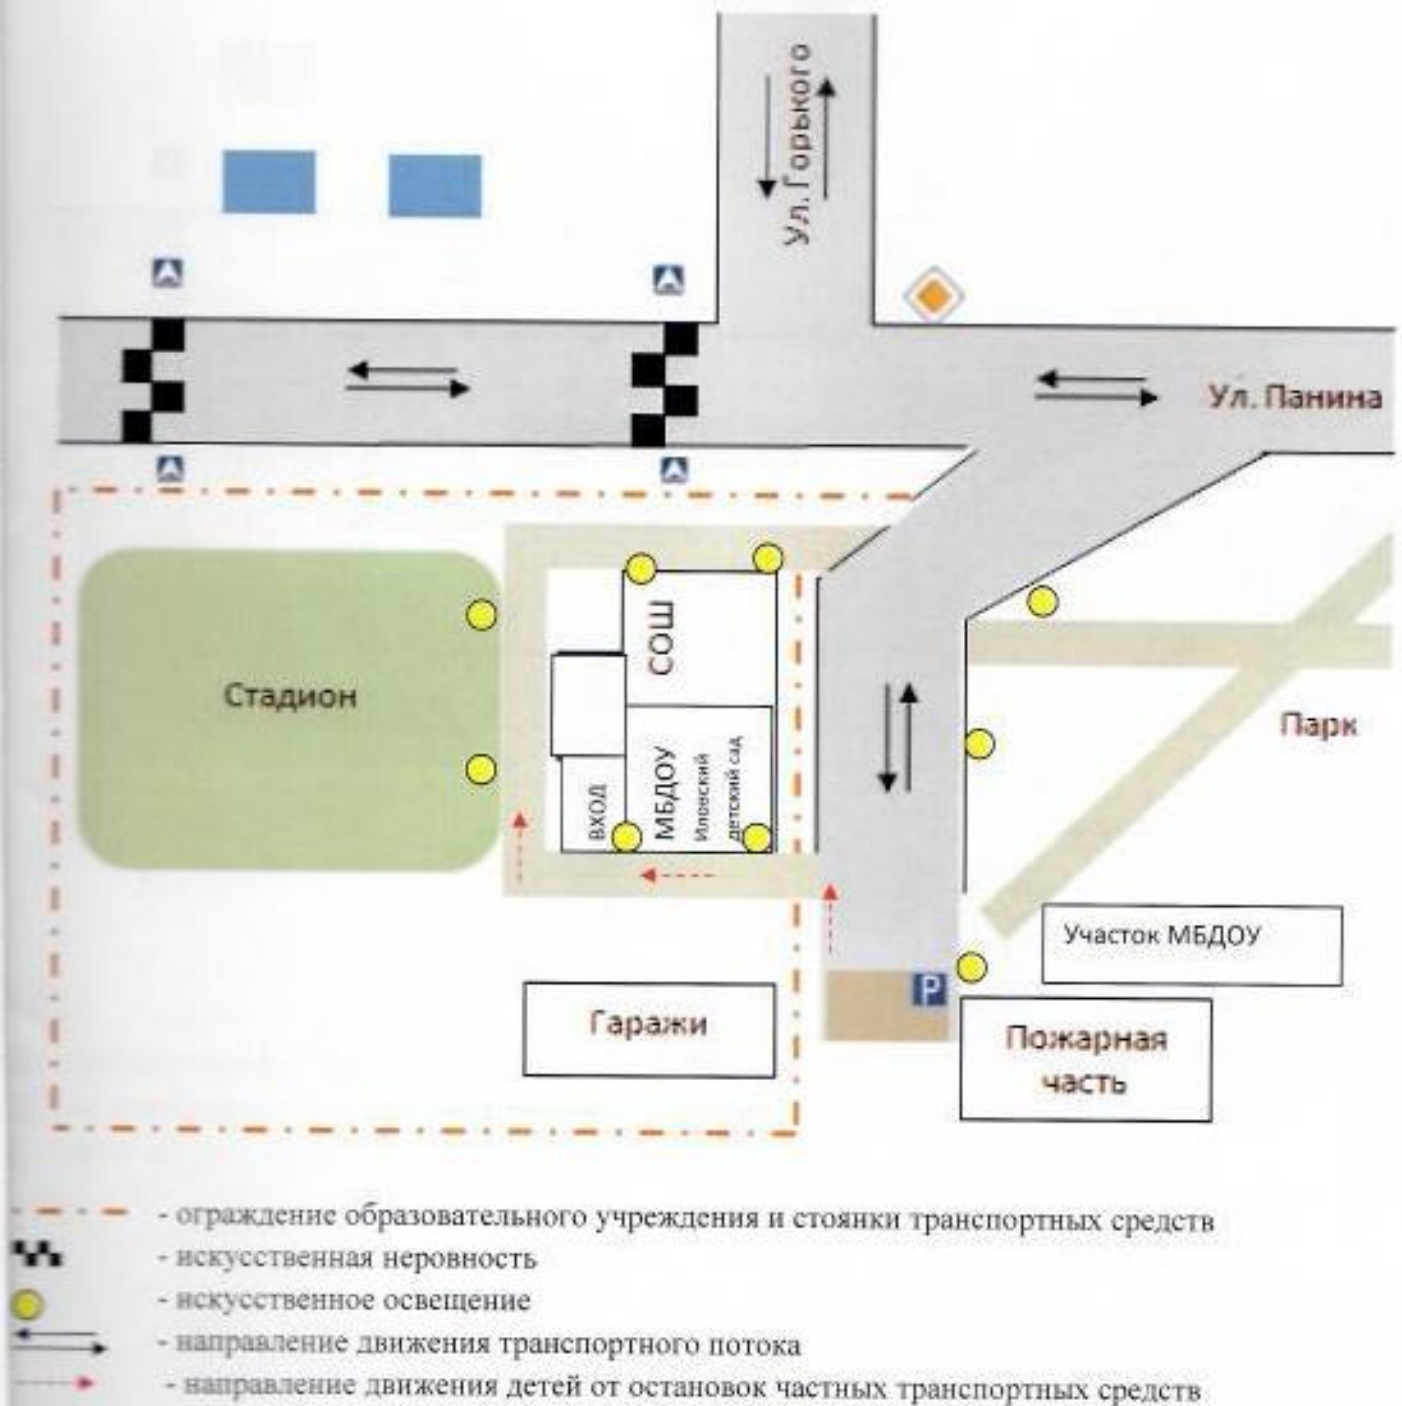 Ул. Горького
Ул. Панина
Стадион
СОШ
ВХОД
МБДОУ
Иловский
детский сад
Парк
Участок МБДОУ
Гаражи
P
Пожарная
часть
- ограждение образовательного учреждения и стоянки транспортных средств
- искусственная неровность
- искусственное освещение
- направление движения транспортного потока
- направление движения детей от остановок частных транспортных средств